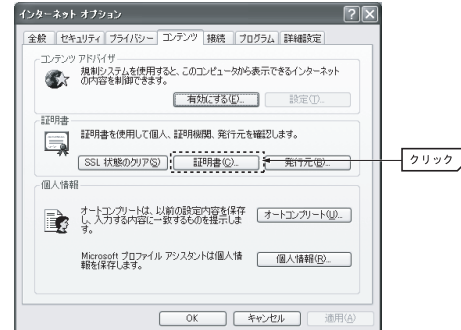 インターネット オプション
全般 セキュリティ プライバシー コンテンツ 接続 プログラム 詳細設定
コンテンツ アドバイザ
規制システムを使用すると、このコンピュータから表示できるインターネット
の内容を制御できます。
有効にする(E)... 設定(T)...
証明書
証明書を使用して個人、証明機関、発行元を確認します。
SSL 状態のクリア(S) 証明書(C)... 発行元(B)...
クリック
個人情報
オートコンプリートは、以前の設定内容を保存
し、入力する内容に一致するものを提示しま
す。
オートコンプリート(U)...
Microsoft プロファイル アシスタントは個人情
報を保存します。
個人情報(R)...
OK キャンセル 適用(A)